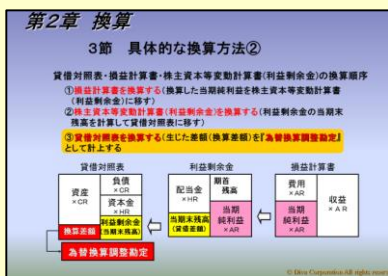 第2章 換算
3節 具体的な換算方法②
貸借対照表・損益計算書・株主資本等変動計算書(利益剰余金)の換算順序
①損益計算書を換算する(換算した当期純利益を株主資本等変動計算書
(利益剰余金)に移す)
②株主資本等変動計算書(利益剰余金)を換算する(利益剰余金の当期末
残高を計算して貸借対照表に移す)
③貸借対照表を換算する(生じた差額(換算差額)を『為替換算調整勘定』
として計上する
貸借対照表 利益剰余金 損益計算書
資産
×CR
負債
×CR
資本金
×HR
換算差額
利益剰余金
(当期末残高)
配当金
×HR
期首
残高
当期末残高
(貸借差額)
当期
純利益
×AR
費用
×AR
当期
純利益
×AR
収益
×AR
為替換算調整勘定
© Diva Corporation All rights reserved